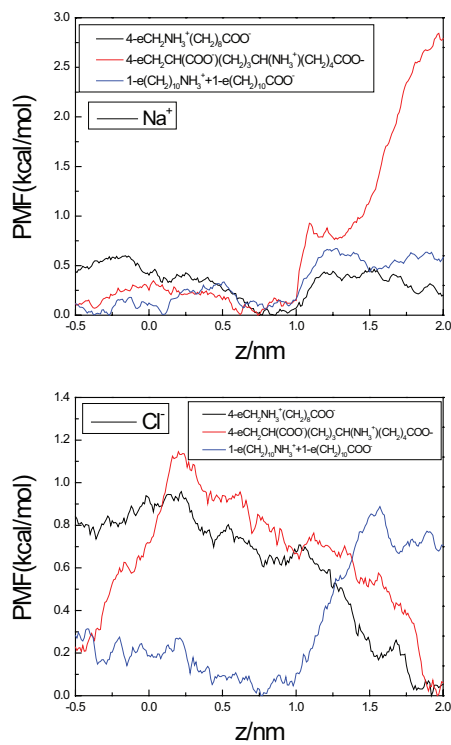 3.0
2.5
2.0
1.5
1.0
0.5
0.0
4-eCH₂NH₃⁺(CH₂)₈COO⁻
4-eCH₂CH(COO⁻)(CH₂)₃CH(NH₃⁺)(CH₂)₄COO-
1-e(CH₂)₁₀NH₃⁺+1-e(CH₂)₁₀COO⁻
Na⁺
PMF(kcal/mol)
-0.5 0.0 0.5 1.0 1.5 2.0
z/nm
1.4
1.2
1.0
0.8
0.6
0.4
0.2
0.0
Cl⁻
4-eCH₂NH₃⁺(CH₂)₈COO⁻
4-eCH₂CH(COO⁻)(CH₂)₃CH(NH₃⁺)(CH₂)₄COO-
1-e(CH₂)₁₀NH₃⁺+1-e(CH₂)₁₀COO⁻
PMF(kcal/mol)
-0.5 0.0 0.5 1.0 1.5 2.0
z/nm